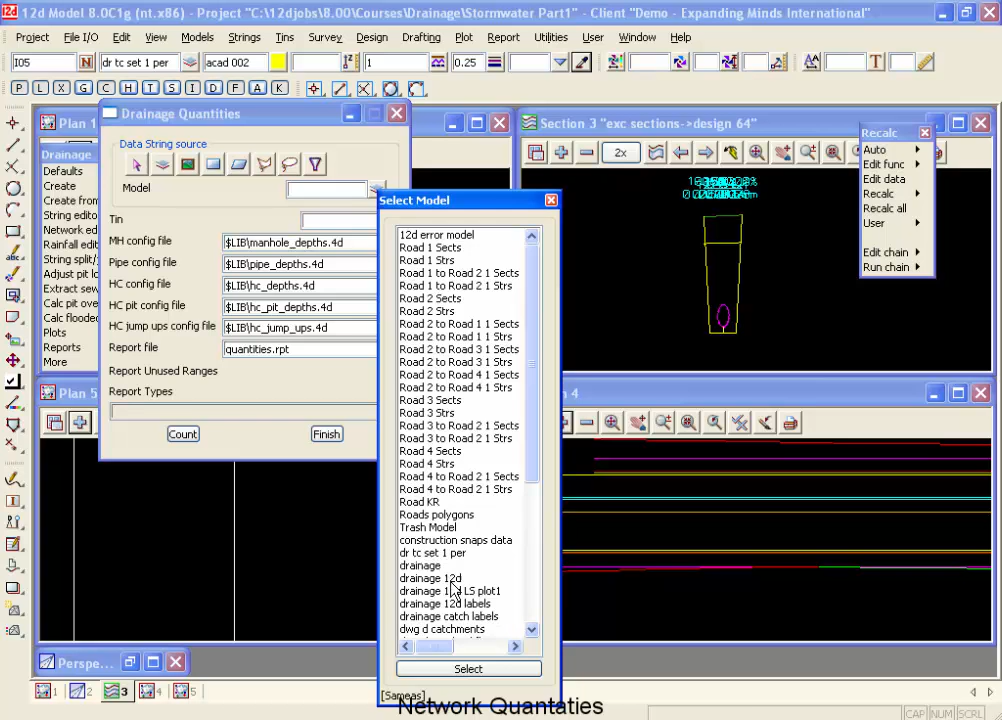 12d Model 8.0C1g (nt.x86) - Project "C:\12djobs\8.00\Courses\Drainage\Stormwater Part1" - Client "Demo - Expanding Minds International"
Project File I/O Edit View Models Strings Tins Survey Design Drafting Plot Report Utilities User Window Help
I05 N dr tc set 1 per acad 002 1 0.25 T
P L X G C H T S I D F A K
Plan 1
Drainage
Defaults
Create
Create from
String edito
Network ed
Rainfall edit
String split/
Adjust pit lo
Extract sew
Calc pit ove
Calc floode
Plots
Reports
More
Drainage Quantities
Data String source
Model
Tin
MH config file $LIB\manhole_depths.4d
Pipe config file $LIB\pipe_depths.4d
HC config file $LIB\hc_depths.4d
HC pit config file $LIB\hc_pit_depths.4d
HC jump ups config file $LIB\hc_jump_ups.4d
Report file quantities.rpt
Report Unused Ranges
Report Types
Count Finish
Select Model
12d error model
Road 1 Sects
Road 1 Strs
Road 1 to Road 2 1 Sects
Road 1 to Road 2 1 Strs
Road 2 Sects
Road 2 Strs
Road 2 to Road 1 1 Sects
Road 2 to Road 1 1 Strs
Road 2 to Road 3 1 Sects
Road 2 to Road 3 1 Strs
Road 2 to Road 4 1 Sects
Road 2 to Road 4 1 Strs
Road 3 Sects
Road 3 Strs
Road 3 to Road 2 1 Sects
Road 3 to Road 2 1 Strs
Road 4 Sects
Road 4 Strs
Road 4 to Road 2 1 Sects
Road 4 to Road 2 1 Strs
Road KR
Roads polygons
Trash Model
construction snaps data
dr tc set 1 per
drainage
drainage 12d
drainage LS plot1
drainage 12d labels
drainage catch labels
dwg d catchments
Select
[Sameas]
Section 3 "exc sections->design 64"
2x
Recalc
Auto
Edit func
Edit data
Recalc
Recalc all
User
Edit chain
Run chain
Plan 5
4
Perspe...
1 2 3 4 5
Network Quantaties
CAP NUM SCRL